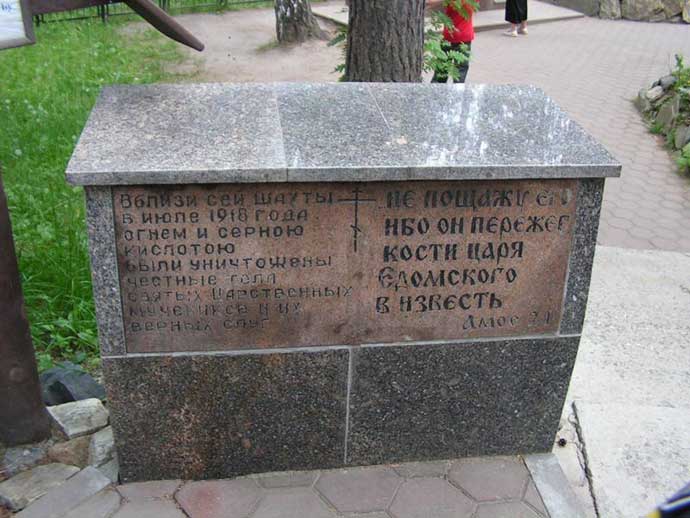 Вблизи сей шахты
в июле 1918 года
огнем и серною
кислотою
были уничтожены
честные тела
святых Царственных
мучеников и их
верных слуг
не пощажу его
ибо он пережег
кости царя
Едомского
в известь
Амос 2.1